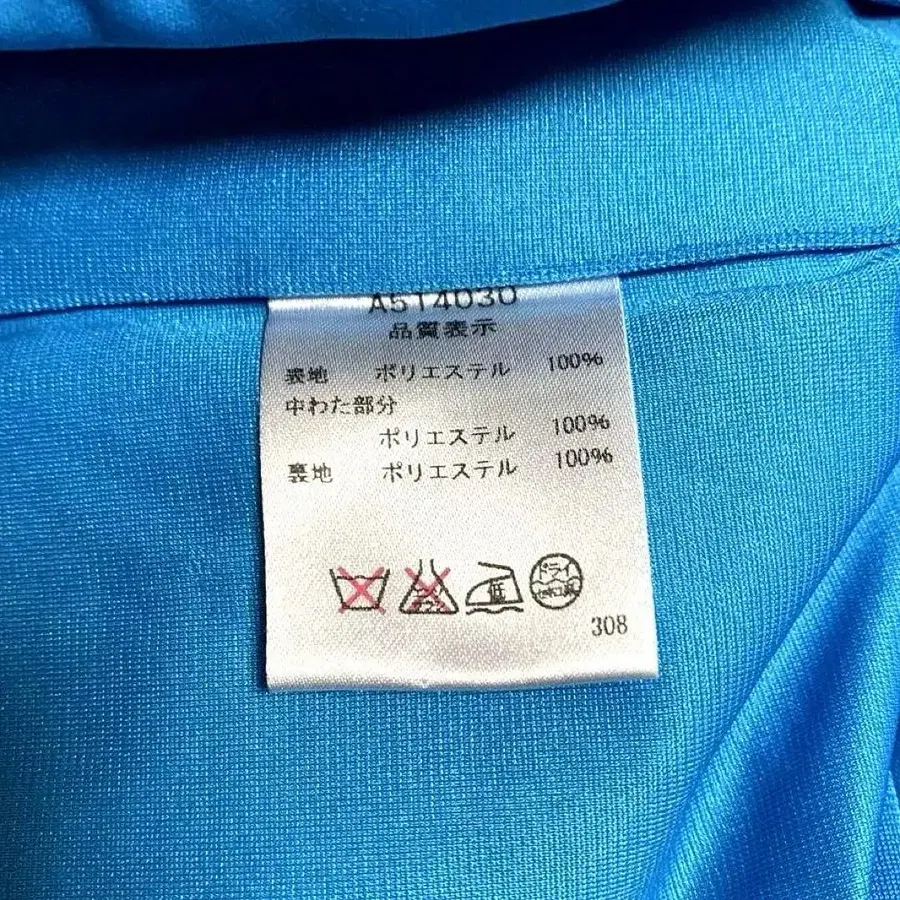 A514030
品質表示
表地 ポリエステル 100%
中わた部分
ポリエステル 100%
裏地 ポリエステル 100%
低
ドライ
308